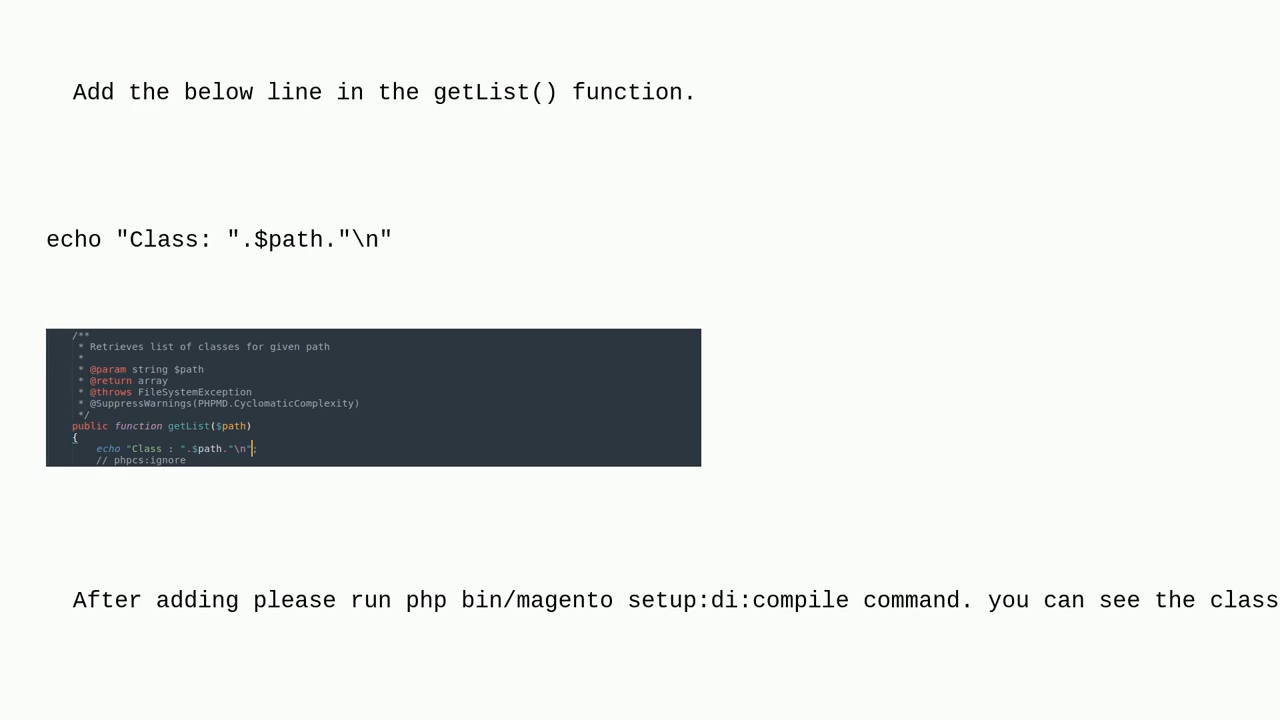 Add the below line in the getList() function.
echo "Class: ".$path."\n"
/**
* Retrieves list of classes for given path
*
* @param string $path
* @return array
* @throws FileSystemException
* @SuppressWarnings(PHPMD.CyclomaticComplexity)
*/
public function getList($path)
{
echo "Class : ".$path."\n";
// phpcs:ignore
After adding please run php bin/magento setup:di:compile command. you can see the class